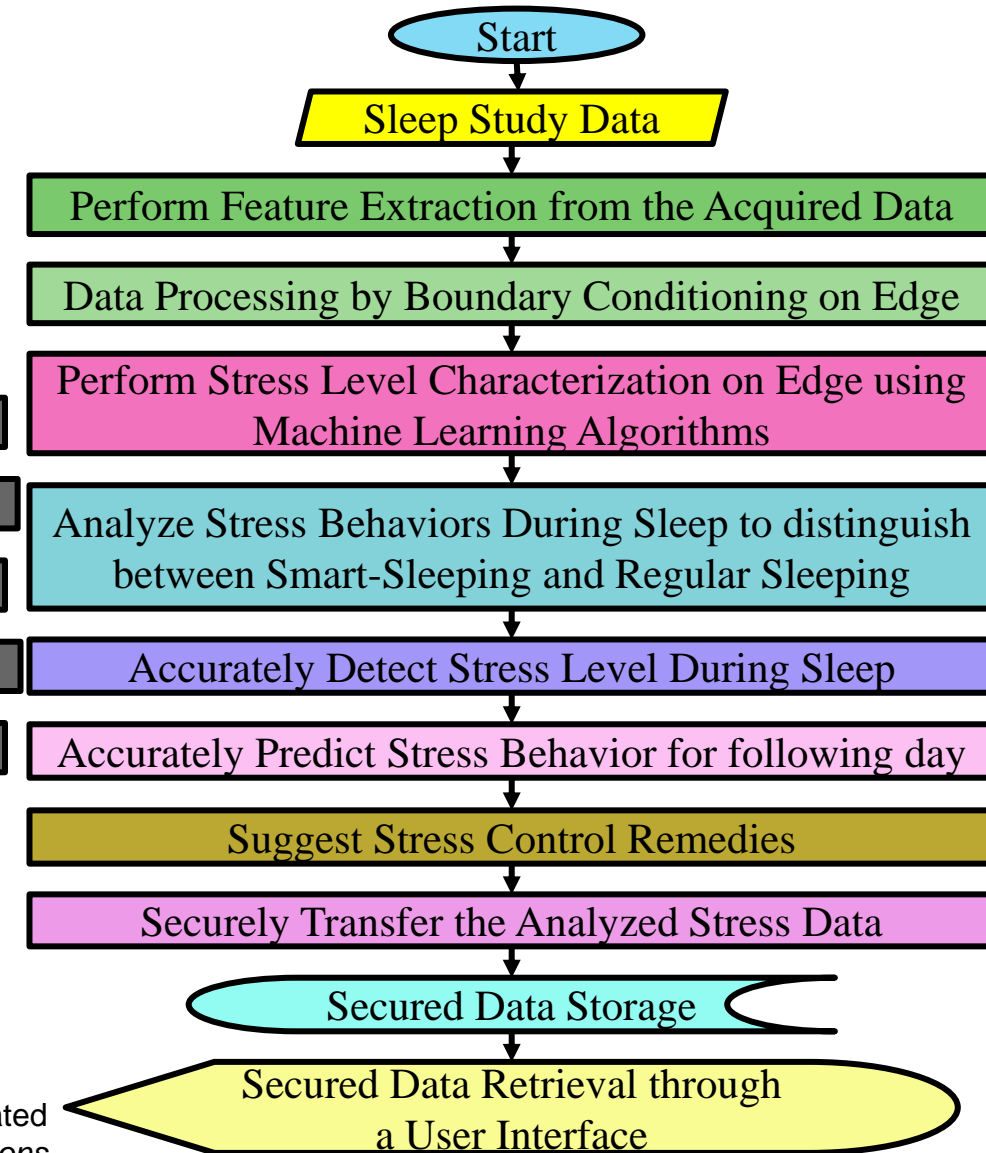 Start
Sleep Study Data
Perform Feature Extraction from the Acquired Data
Data Processing by Boundary Conditioning on Edge
Perform Stress Level Characterization on Edge using
Machine Learning Algorithms
Analyze Stress Behaviors During Sleep to distinguish
between Smart-Sleeping and Regular Sleeping
Accurately Detect Stress Level During Sleep
Accurately Predict Stress Behavior for following day
Suggest Stress Control Remedies
Securely Transfer the Analyzed Stress Data
Secured Data Storage
Secured Data Retrieval through
a User Interface